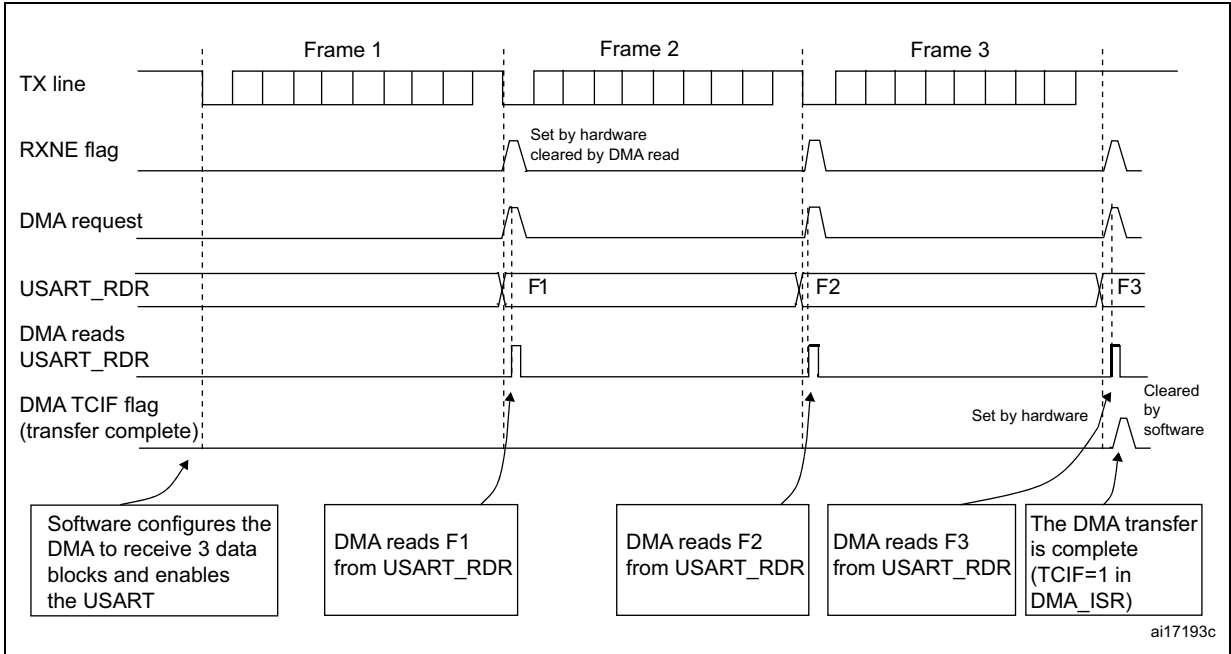 Frame 1
Frame 2
Frame 3
TX line
RXNE flag
Set by hardware
cleared by DMA read
DMA request
USART_RDR
F1
F2
F3
DMA reads
USART_RDR
DMA TCIF flag
(transfer complete)
Set by hardware
Cleared
by
software
Software configures the
DMA to receive 3 data
blocks and enables
the USART
DMA reads F1
from USART_RDR
DMA reads F2
from USART_RDR
DMA reads F3
from USART_RDR
The DMA transfer
is complete
(TCIF=1 in
DMA_ISR)
ai17193c